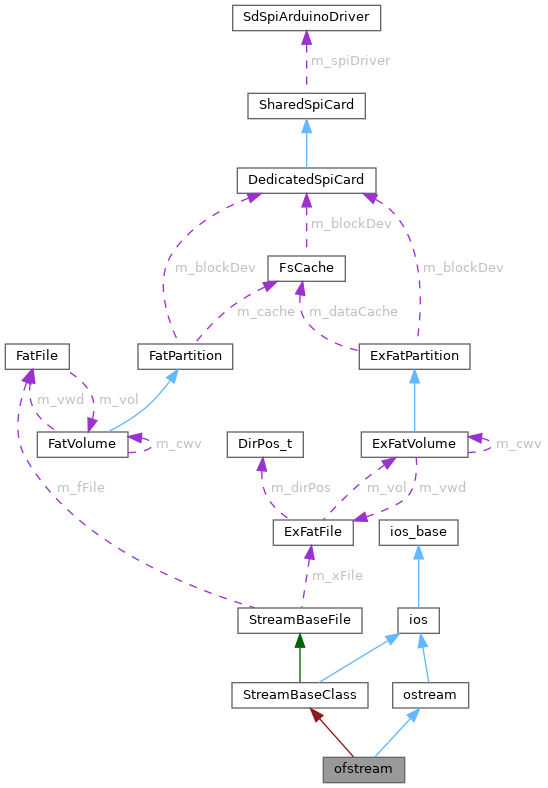 SdSpiArduinoDriver
m_spiDriver
SharedSpiCard
DedicatedSpiCard
m_blockDev
m_blockDev
m_blockDev
FsCache
m_cache
m_dataCache
FatFile
FatPartition
ExFatPartition
m_vwd
m_vol
FatVolume
m_cwv
DirPos_t
ExFatVolume
m_cwv
m_fFile
m_dirPos
m_vol
m_vwd
ExFatFile
ios_base
m_xFile
StreamBaseFile
ios
StreamBaseClass
ostream
ofstream